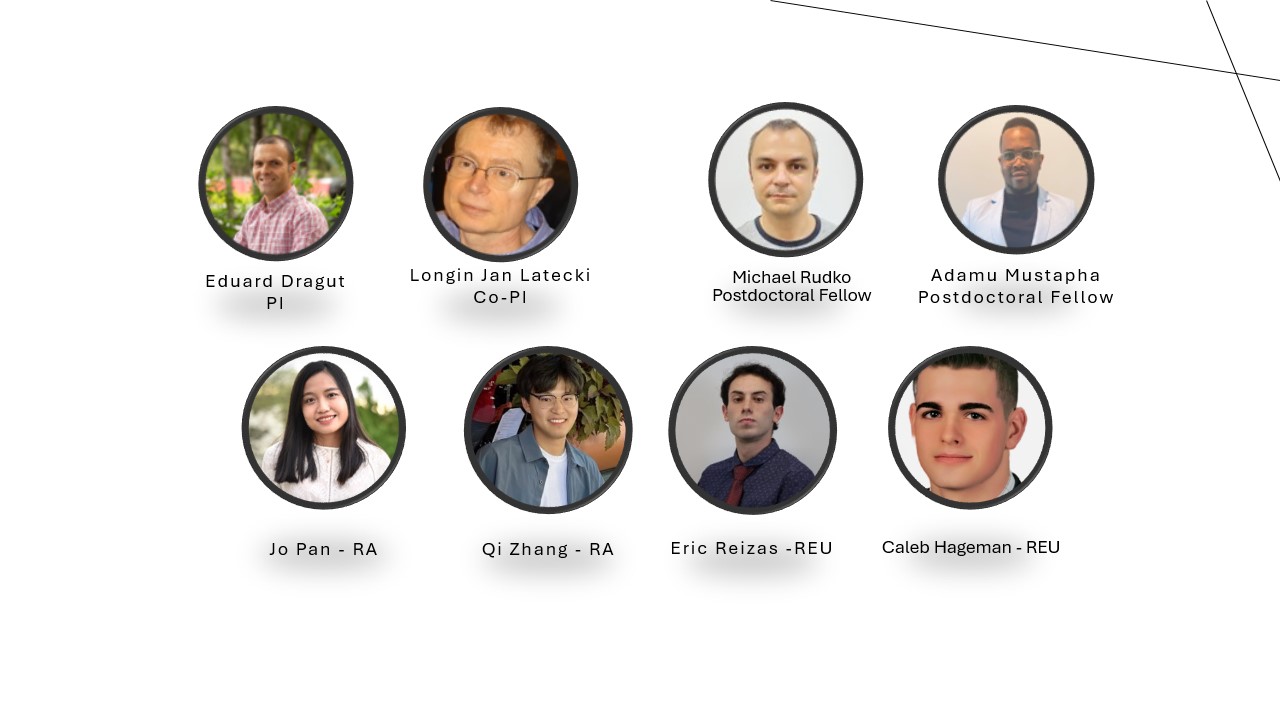 Eduard Dragut
PI
Longin Jan Latecki
Co-PI
Michael Rudko
Postdoctoral Fellow
Adamu Mustapha
Postdoctoral Fellow
Jo Pan - RA
Qi Zhang - RA
Eric Reizas -REU
Caleb Hageman - REU